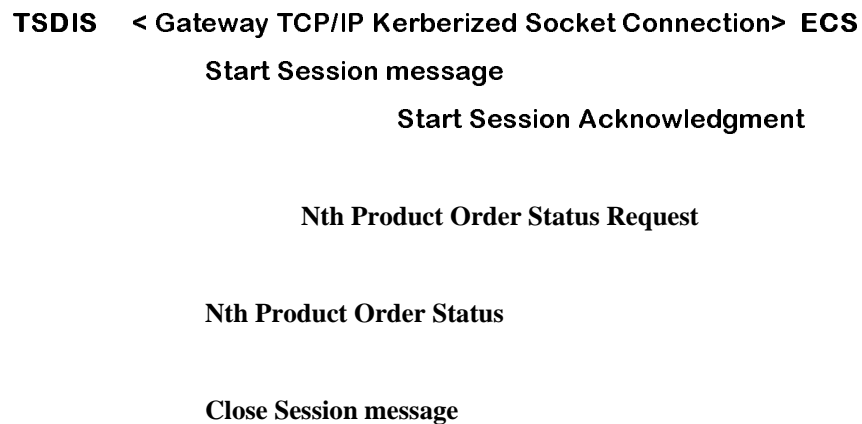 TSDIS < Gateway TCP/IP Kerberized Socket Connection> ECS
Start Session message
Start Session Acknowledgment
Nth Product Order Status Request
Nth Product Order Status
Close Session message